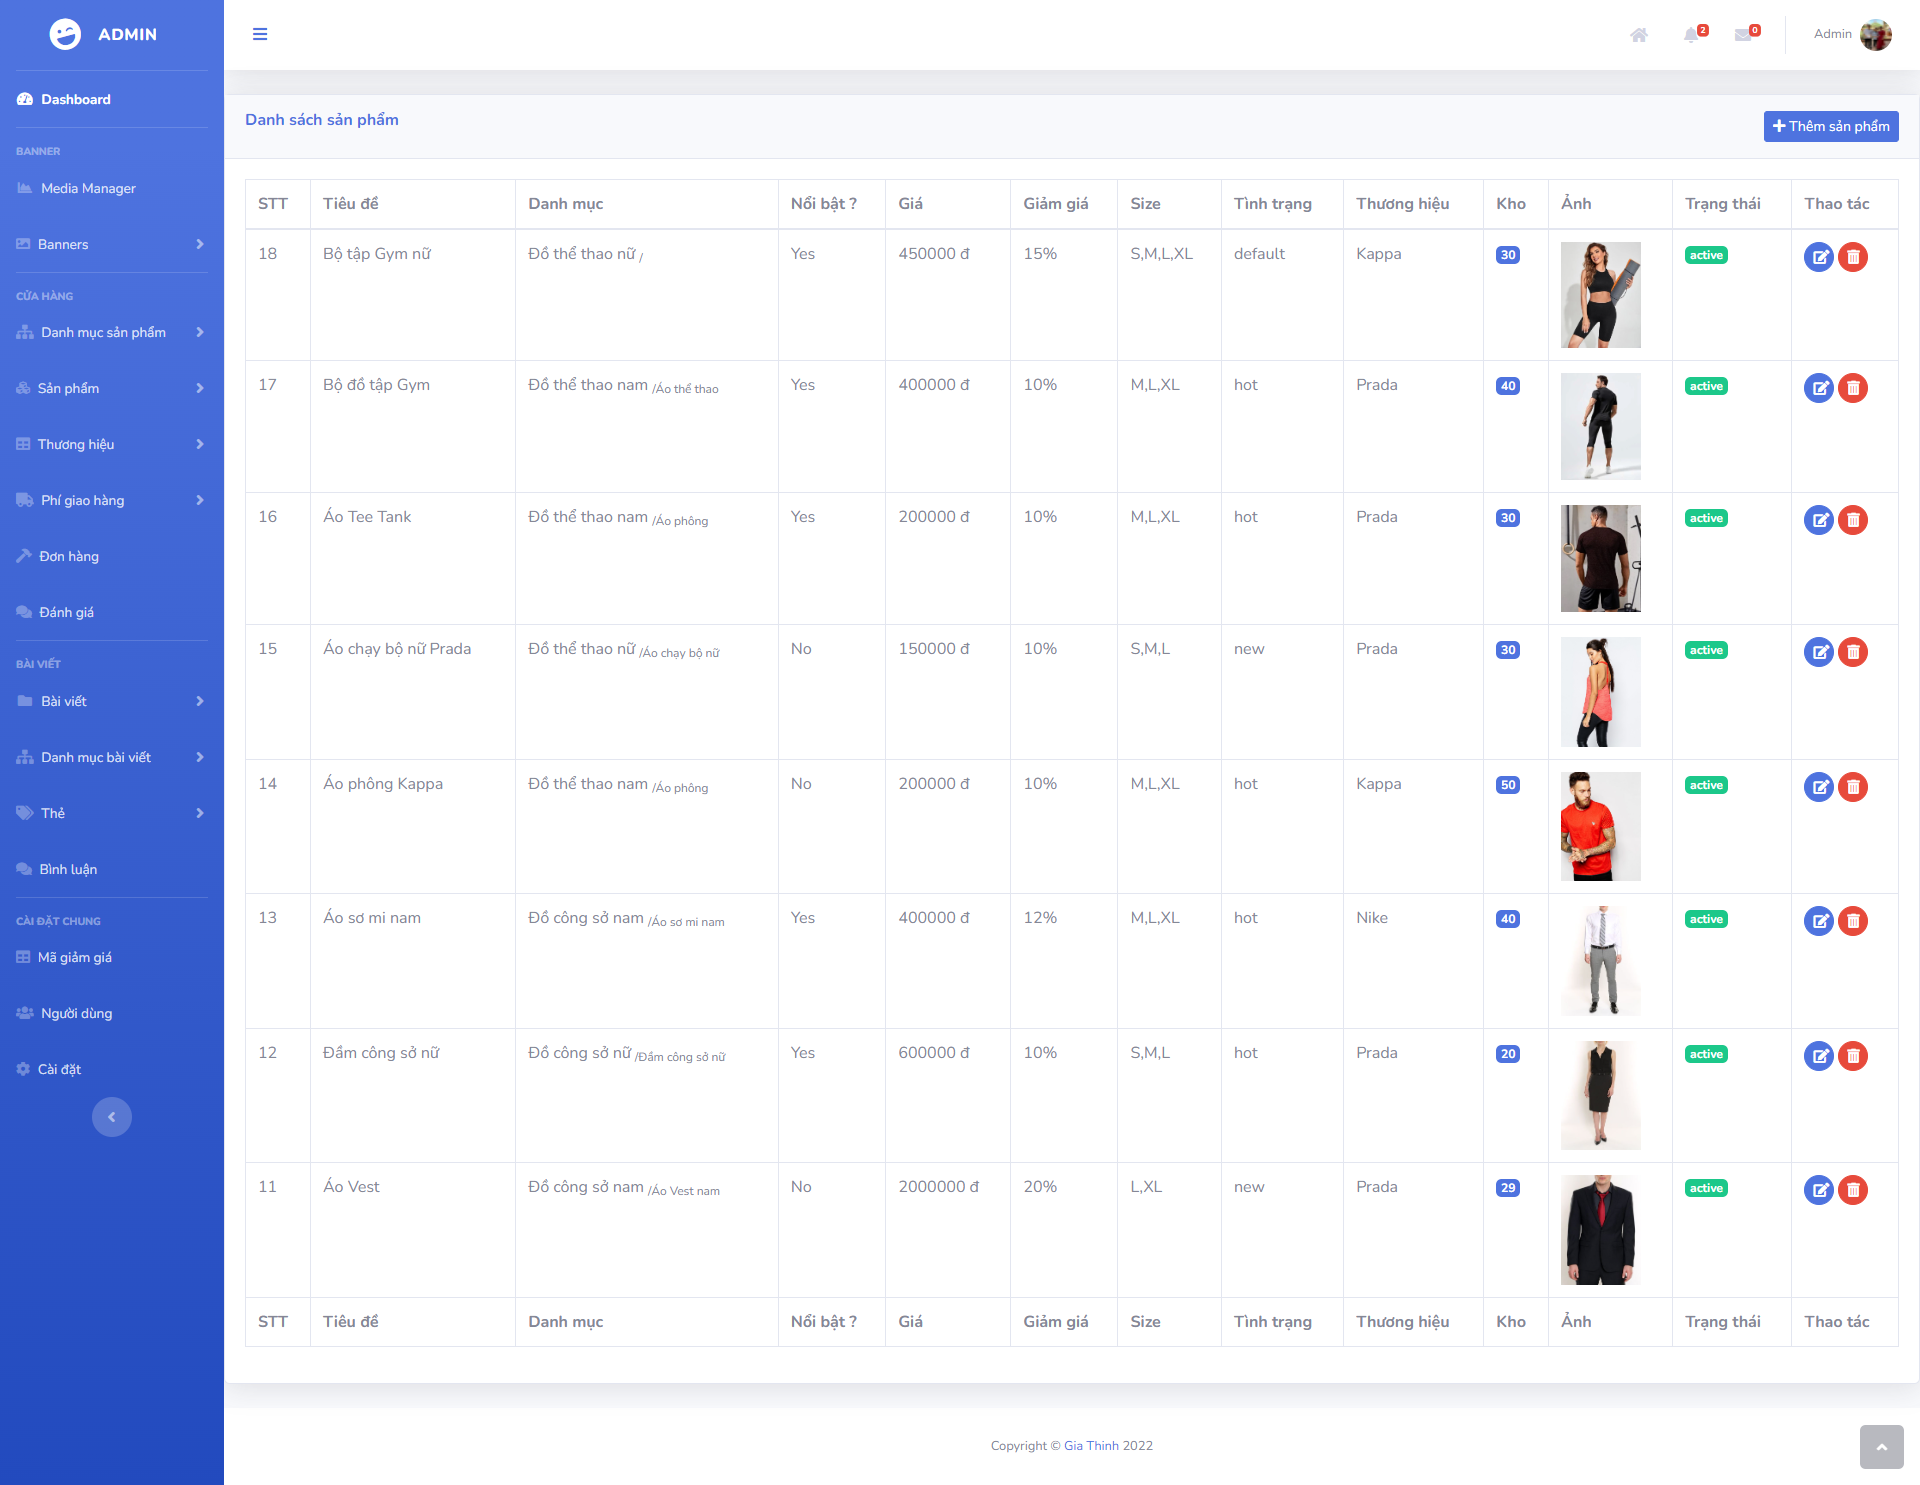 ADMIN
2
0
Admin
Dashboard
BANNER
Media Manager
Banners
CỬA HÀNG
Danh mục sản phẩm
Sản phẩm
Thương hiệu
Phí giao hàng
Đơn hàng
Đánh giá
BÀI VIẾT
Bài viết
Danh mục bài viết
Thẻ
Bình luận
CÀI ĐẶT CHUNG
Mã giảm giá
Người dùng
Cài đặt
Danh sách sản phẩm
Thêm sản phẩm
STT Tiêu đề Danh mục Nổi bật ? Giá Giảm giá Size Tình trạng Thương hiệu Kho Ảnh Trạng thái Thao tác
18 Bộ tập Gym nữ Đồ thể thao nữ / Yes 450000 đ 15% S,M,L,XL default Kappa 30 active
17 Bộ đồ tập Gym Đồ thể thao nam /Áo thể thao Yes 400000 đ 10% M,L,XL hot Prada 40 active
16 Áo Tee Tank Đồ thể thao nam /Áo phông Yes 200000 đ 10% M,L,XL hot Prada 30 active
15 Áo chạy bộ nữ Prada Đồ thể thao nữ /Áo chạy bộ nữ No 150000 đ 10% S,M,L new Prada 30 active
14 Áo phông Kappa Đồ thể thao nam /Áo phông No 200000 đ 10% M,L,XL hot Kappa 50 active
13 Áo sơ mi nam Đồ công sở nam /Áo sơ mi nam Yes 400000 đ 12% M,L,XL hot Nike 40 active
12 Đầm công sở nữ Đồ công sở nữ /Đầm công sở nữ Yes 600000 đ 10% S,M,L hot Prada 20 active
11 Áo Vest Đồ công sở nam /Áo Vest nam No 2000000 đ 20% L,XL new Prada 29 active
STT Tiêu đề Danh mục Nổi bật ? Giá Giảm giá Size Tình trạng Thương hiệu Kho Ảnh Trạng thái Thao tác
Copyright © Gia Thinh 2022